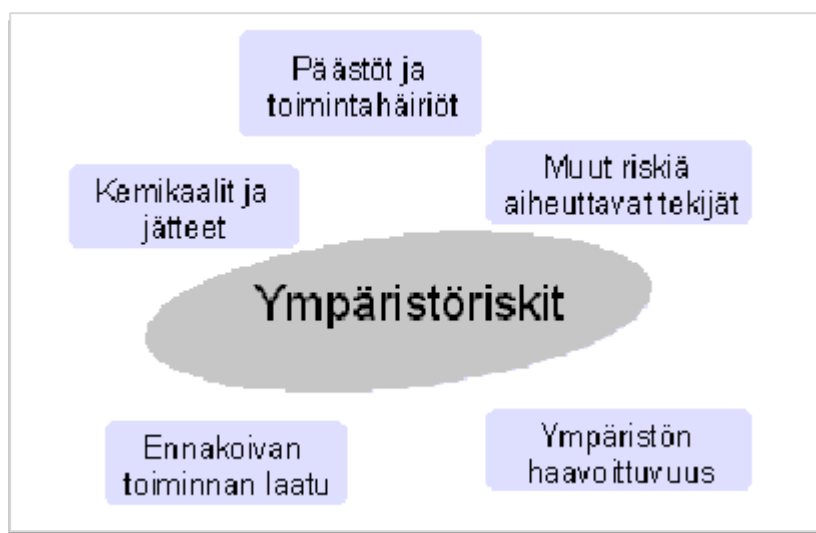 Päästöt ja
toimintahäiriöt
Muut riskiä
aiheuttavat tekijät
Kemikaalit ja
jätteet
Ympäristöriskit
Ennakoivan
toiminnan laatu
Ympäristön
haavoittuvuus